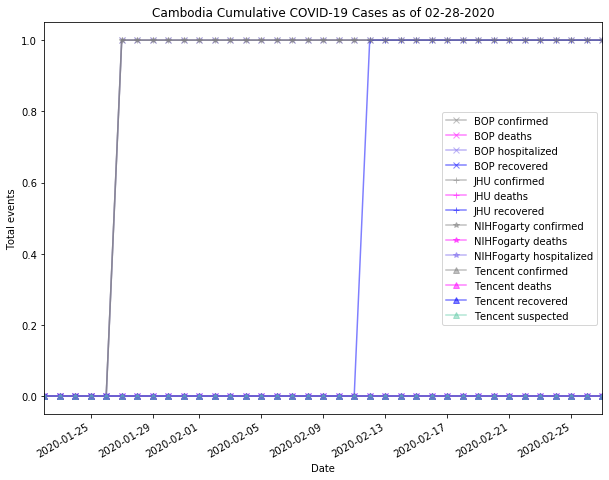 Cambodia Cumulative COVID-19 Cases as of 02-28-2020
Total events
1.0
0.8
0.6
0.4
0.2
0.0
BOP confirmed
BOP deaths
BOP hospitalized
BOP recovered
JHU confirmed
JHU deaths
JHU recovered
NIHFogarty confirmed
NIHFogarty deaths
NIHFogarty hospitalized
Tencent confirmed
Tencent deaths
Tencent recovered
Tencent suspected
2020-01-25
2020-01-29
2020-02-01
2020-02-05
2020-02-09
2020-02-13
2020-02-17
2020-02-21
2020-02-25
Date